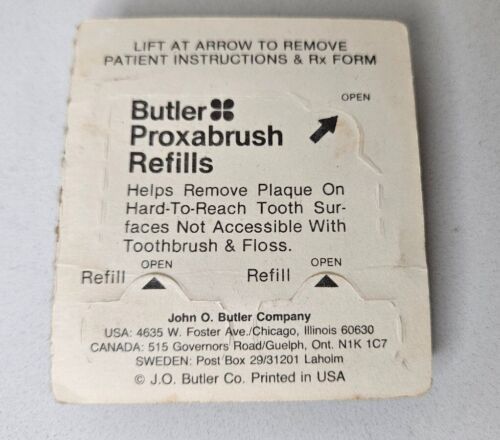 LIFT AT ARROW TO REMOVE
PATIENT INSTRUCTIONS & Rx FORM
OPEN
Butler
Proxabrush
Refills
Helps Remove Plaque On
Hard-To-Reach Tooth Sur-
faces Not Accessible With
Toothbrush & Floss.
OPEN
Refill
OPEN
Refill
John O. Butler Company
USA: 4635 W. Foster Ave./Chicago, Illinois 60630
CANADA: 515 Governors Road/Guelph, Ont. N1K 1C7
SWEDEN: Post Box 29/31201 Laholm
© J.O. Butler Co. Printed in USA